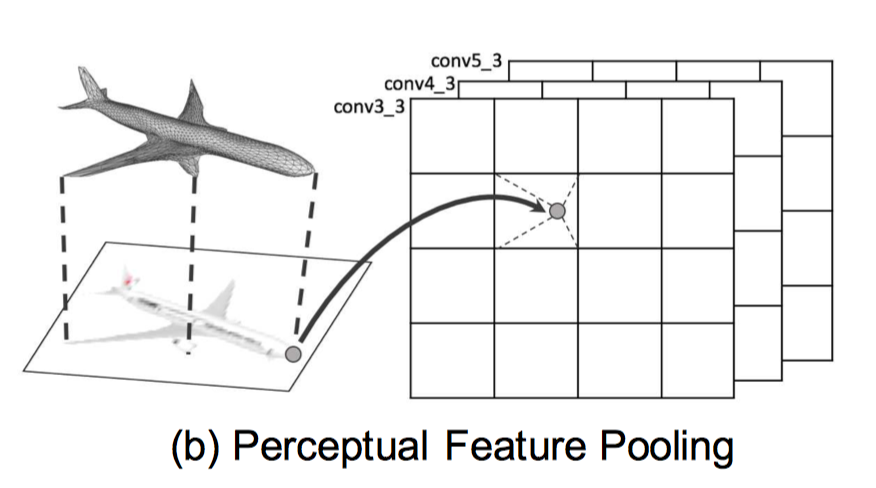 conv5_3
conv4_3
conv3_3
(b) Perceptual Feature Pooling